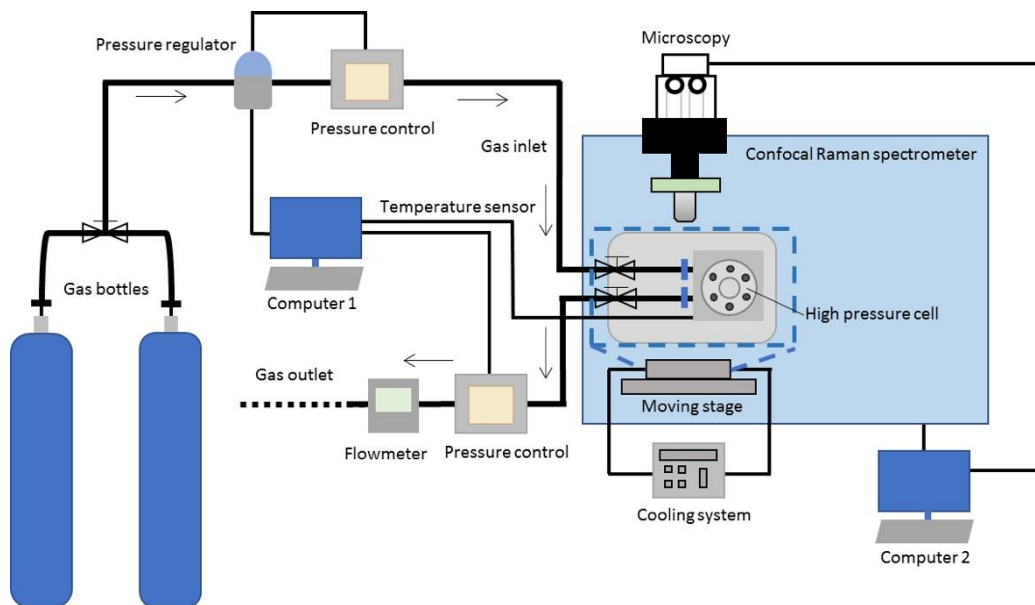 Pressure regulator
Microscopy
Pressure control
Gas inlet
Confocal Raman spectrometer
Temperature sensor
Gas bottles
Computer 1
High pressure cell
Gas outlet
Moving stage
Flowmeter
Pressure control
Cooling system
Computer 2